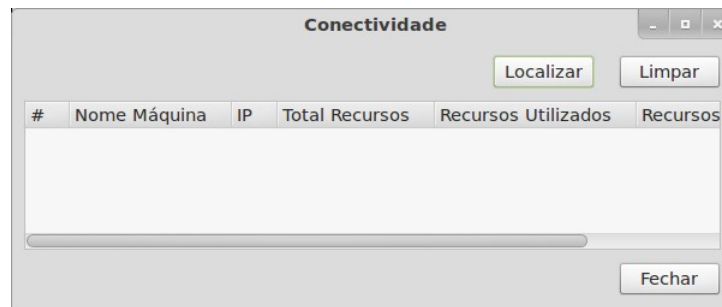 Conectividade
Localizar Limpar
# Nome Máquina IP Total Recursos Recursos Utilizados Recursos
Fechar